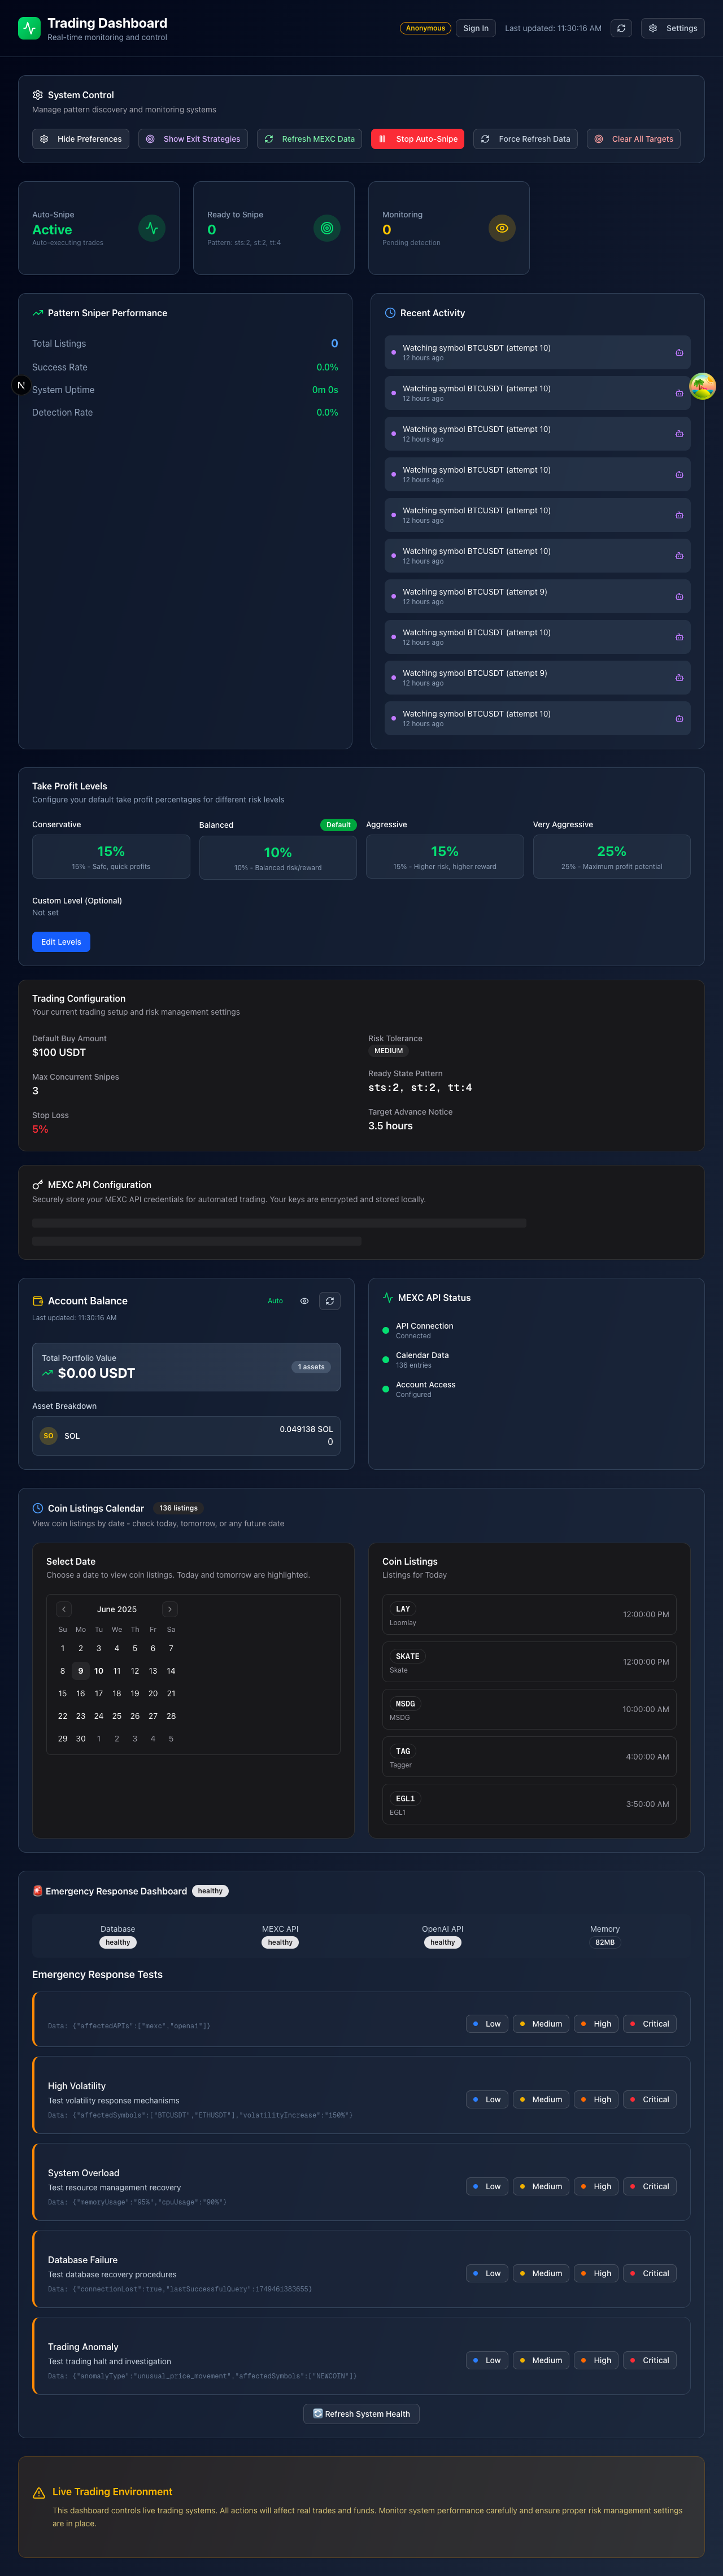 Trading Dashboard
Real-time monitoring and control
Anonymous
Sign In
Last updated: 11:30:16 AM
Settings
System Control
Manage pattern discovery and monitoring systems
Hide Preferences
Show Exit Strategies
Refresh MEXC Data
Stop Auto-Snipe
Force Refresh Data
Clear All Targets
Auto-Snipe
Active
Auto-executing trades
Ready to Snipe
0
Pattern: sts:2, st:2, tt:4
Monitoring
0
Pending detection
Pattern Sniper Performance
Total Listings 0
Success Rate 0.0%
System Uptime 0m 0s
Detection Rate 0.0%
N
Recent Activity
Watching symbol BTCUSDT (attempt 10)
12 hours ago
Watching symbol BTCUSDT (attempt 10)
12 hours ago
Watching symbol BTCUSDT (attempt 10)
12 hours ago
Watching symbol BTCUSDT (attempt 10)
12 hours ago
Watching symbol BTCUSDT (attempt 10)
12 hours ago
Watching symbol BTCUSDT (attempt 10)
12 hours ago
Watching symbol BTCUSDT (attempt 9)
12 hours ago
Watching symbol BTCUSDT (attempt 10)
12 hours ago
Watching symbol BTCUSDT (attempt 9)
12 hours ago
Watching symbol BTCUSDT (attempt 10)
12 hours ago
Take Profit Levels
Configure your default take profit percentages for different risk levels
Conservative
15%
15% - Safe, quick profits
Balanced Default
10%
10% - Balanced risk/reward
Aggressive
15%
15% - Higher risk, higher reward
Very Aggressive
25%
25% - Maximum profit potential
Custom Level (Optional)
Not set
Edit Levels
Trading Configuration
Your current trading setup and risk management settings
Default Buy Amount
$100 USDT
Max Concurrent Snipes
3
Stop Loss
5%
Risk Tolerance
MEDIUM
Ready State Pattern
sts:2, st:2, tt:4
Target Advance Notice
3.5 hours
MEXC API Configuration
Securely store your MEXC API credentials for automated trading. Your keys are encrypted and stored locally.
Account Balance
Auto
Last updated: 11:30:16 AM
Total Portfolio Value
$0.00 USDT
1 assets
Asset Breakdown
SO
SOL
0.049138 SOL
0
MEXC API Status
API Connection
Connected
Calendar Data
136 entries
Account Access
Configured
Coin Listings Calendar 136 listings
View coin listings by date - check today, tomorrow, or any future date
Select Date
Choose a date to view coin listings. Today and tomorrow are highlighted.
June 2025
Su Mo Tu We Th Fr Sa
1 2 3 4 5 6 7
8 9 10 11 12 13 14
15 16 17 18 19 20 21
22 23 24 25 26 27 28
29 30 1 2 3 4 5
Coin Listings
Listings for Today
LAY
Loomlay
12:00:00 PM
SKATE
Skate
12:00:00 PM
MSDG
MSDG
10:00:00 AM
TAG
Tagger
4:00:00 AM
EGL1
EGL1
3:50:00 AM
Emergency Response Dashboard healthy
Database
healthy
MEXC API
healthy
OpenAI API
healthy
Memory
82MB
Emergency Response Tests
Data: {"affectedAPIs":["mexc","openai"]}
Low Medium High Critical
High Volatility
Test volatility response mechanisms
Data: {"affectedSymbols":["BTCUSDT","ETHUSDT"],"volatilityIncrease":"150%"}
Low Medium High Critical
System Overload
Test resource management recovery
Data: {"memoryUsage":"95%","cpuUsage":"90%"}
Low Medium High Critical
Database Failure
Test database recovery procedures
Data: {"connectionLost":true,"lastSuccessfulQuery":1749461383655}
Low Medium High Critical
Trading Anomaly
Test trading halt and investigation
Data: {"anomalyType":"unusual_price_movement","affectedSymbols":["NEWCOIN"]}
Low Medium High Critical
Refresh System Health
Live Trading Environment
This dashboard controls live trading systems. All actions will affect real trades and funds. Monitor system performance carefully and ensure proper risk management settings
are in place.